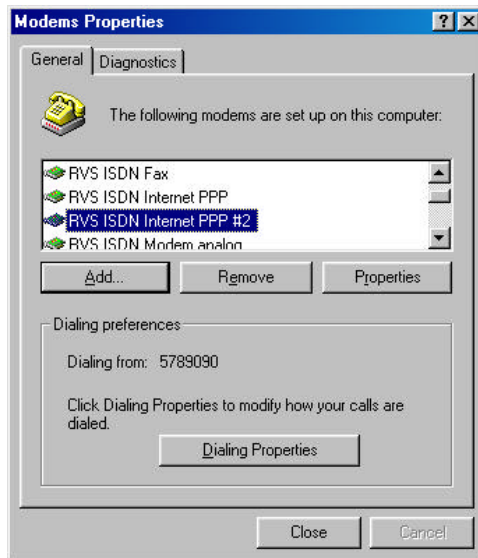 Modems Properties
General
Diagnostics
The following modems are set up on this computer:
RVS ISDN Fax
RVS ISDN Internet PPP
RVS ISDN Internet PPP #2
RVS ISDN Modem analog
Add...
Remove
Properties
Dialing preferences
Dialing from: 5789090
Click Dialing Properties to modify how your calls are
dialed.
Dialing Properties
Close
Cancel